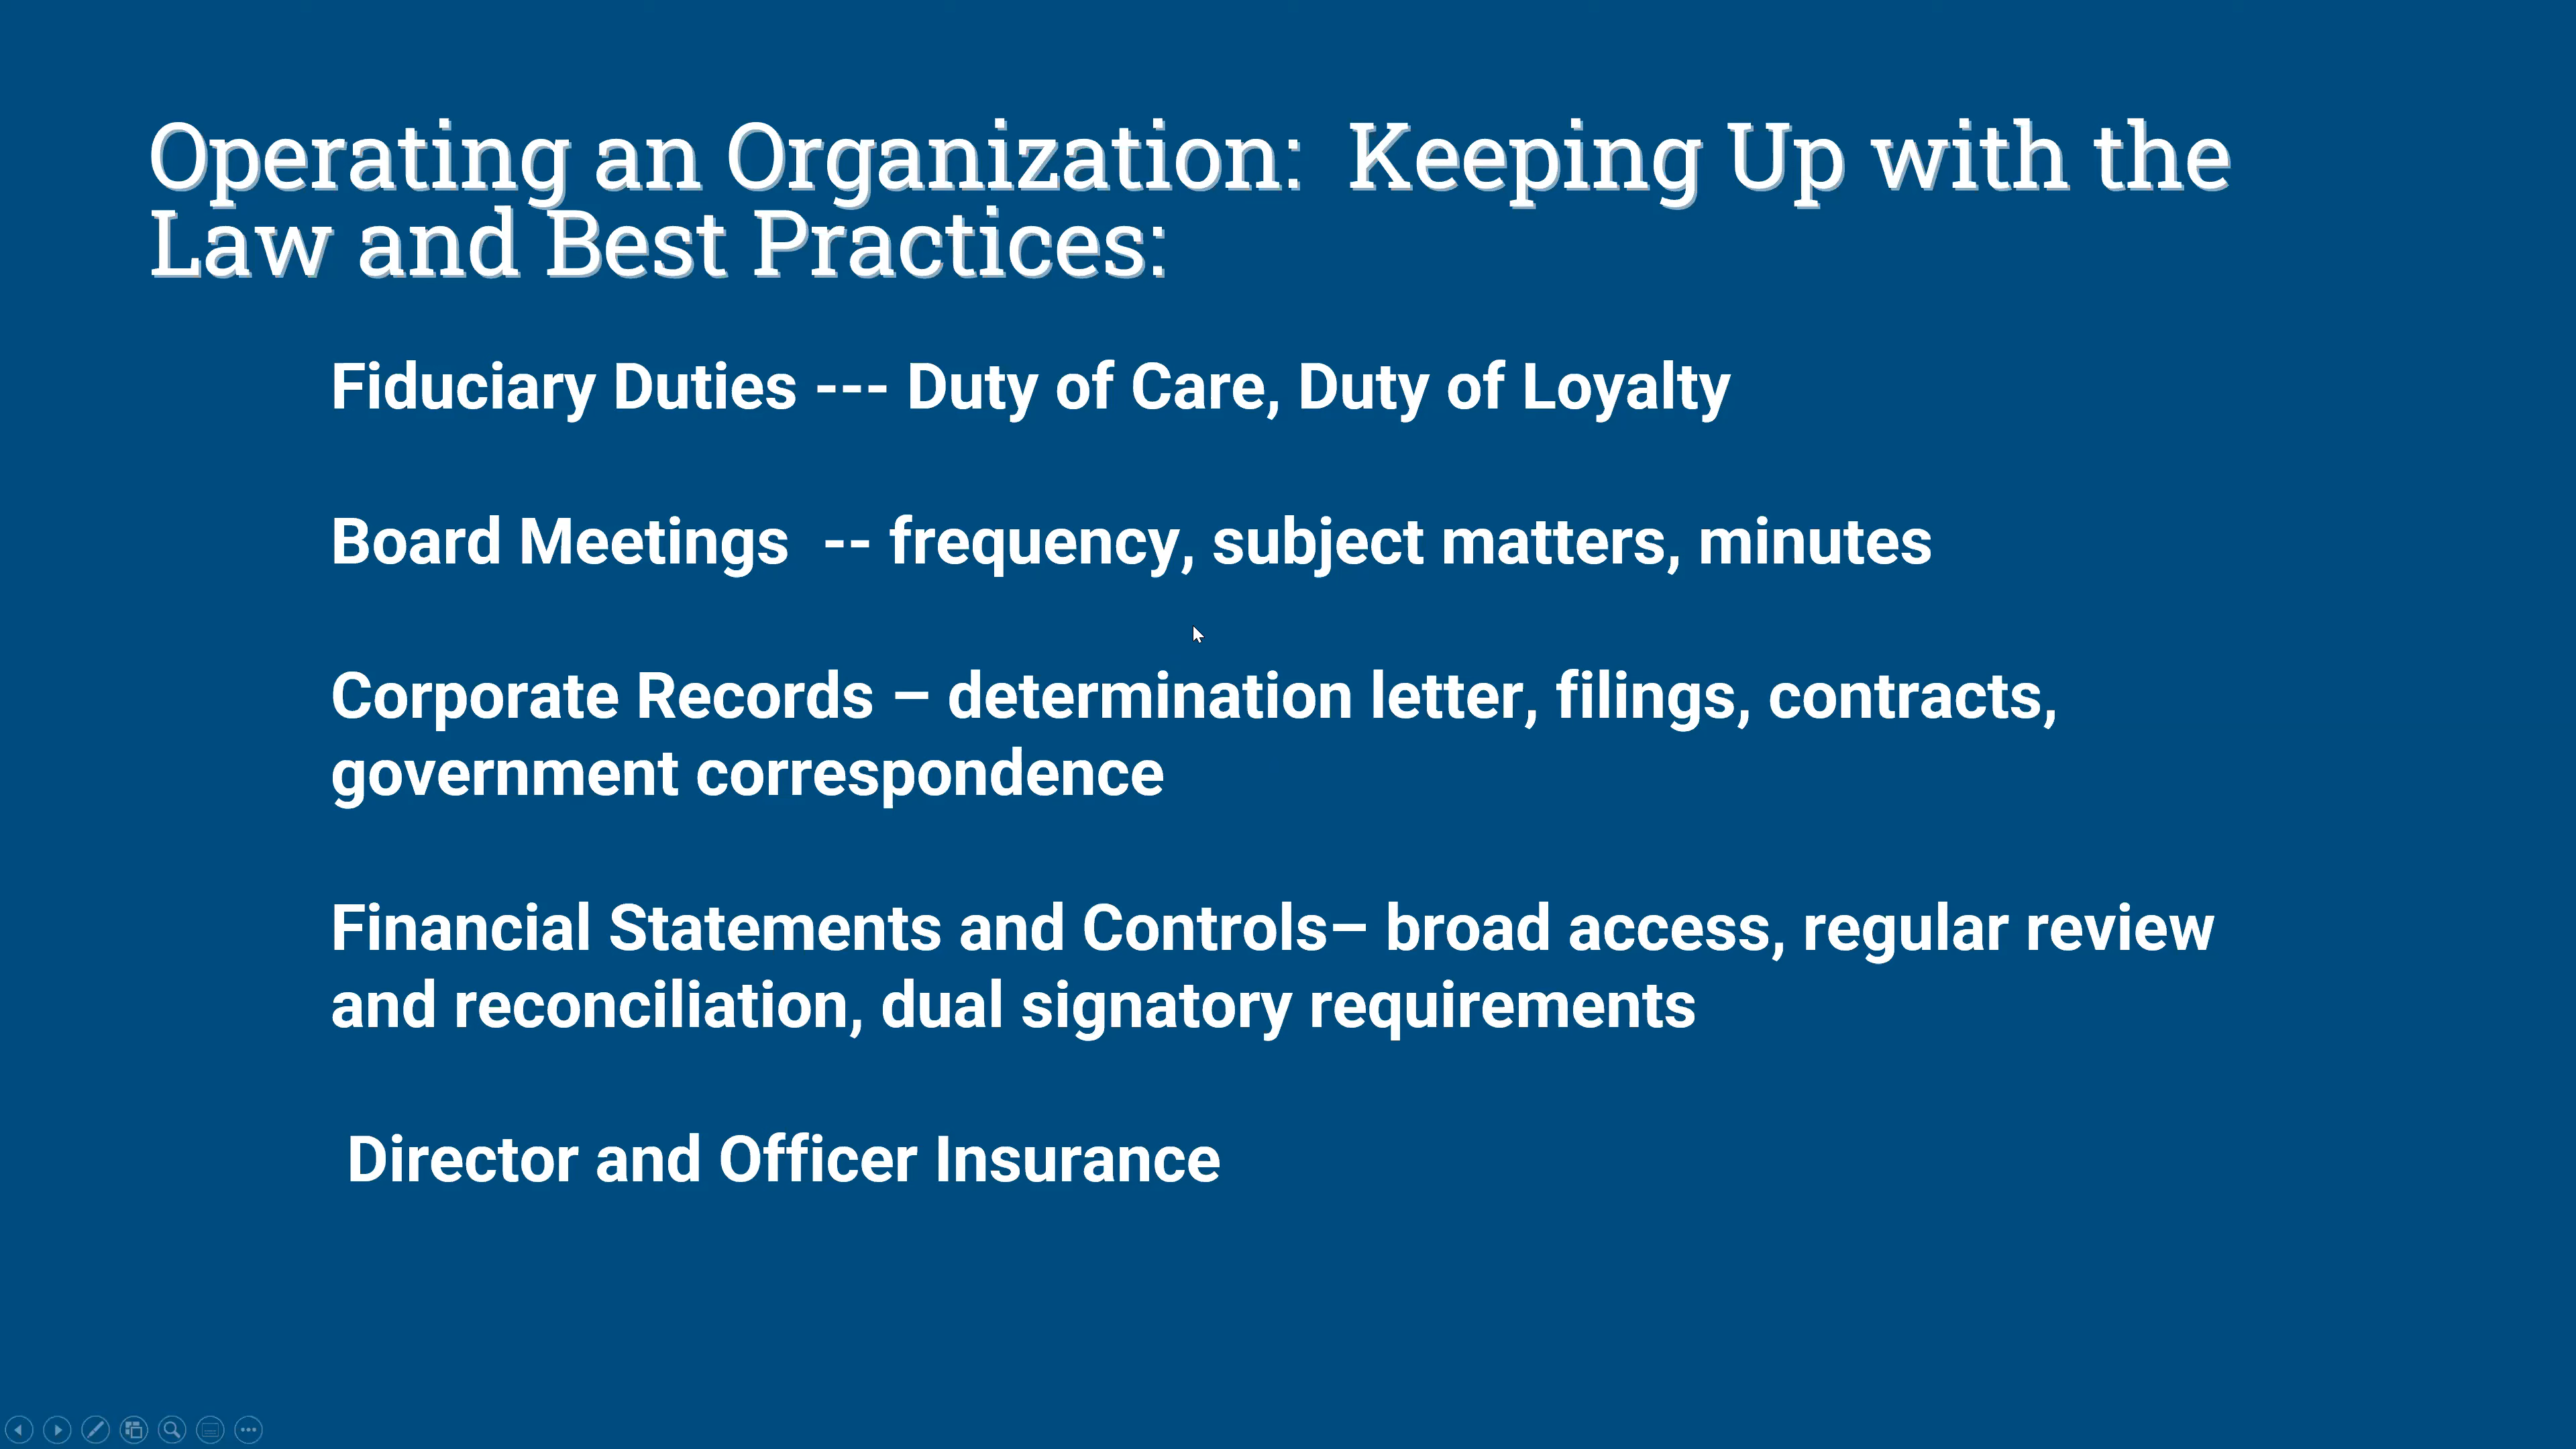 Operating an Organization:  Keeping Up with the
Law and Best Practices:
Fiduciary Duties --- Duty of Care, Duty of Loyalty
Board Meetings  -- frequency, subject matters, minutes
Corporate Records – determination letter, filings, contracts,
government correspondence
Financial Statements and Controls– broad access, regular review
and reconciliation, dual signatory requirements
Director and Officer Insurance